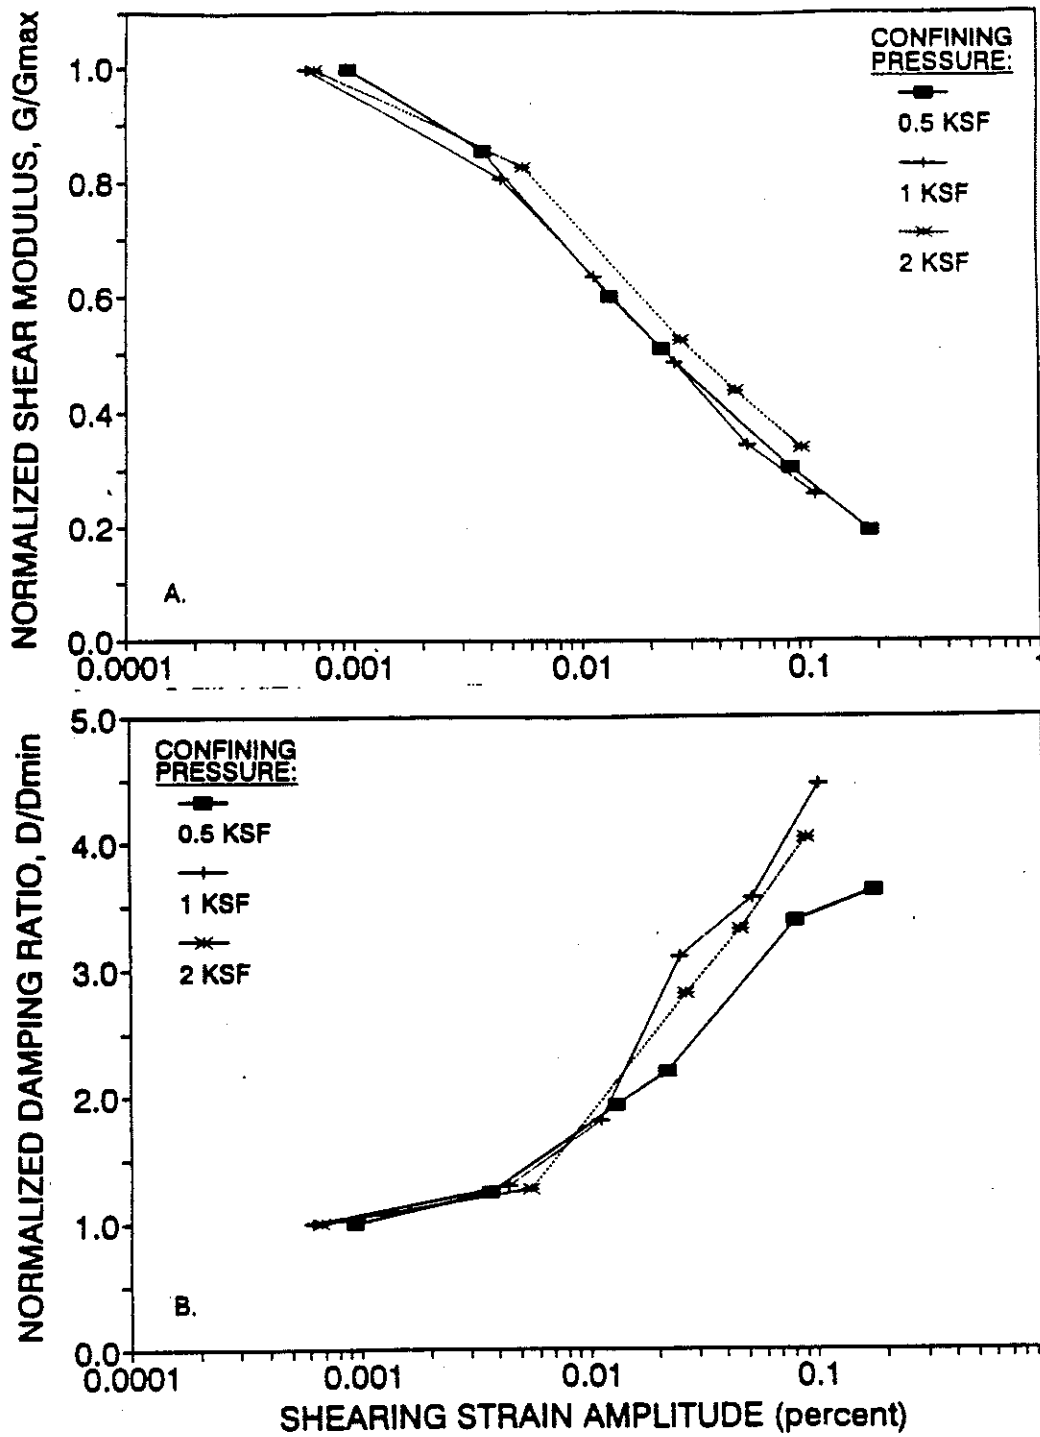 NORMALIZED SHEAR MODULUS, G/Gmax
1.0
0.8
0.6
0.4
0.2
0.0
CONFINING
PRESSURE:
0.5 KSF
1 KSF
2 KSF
A.
0.0001 0.001 0.01 0.1 1
NORMALIZED DAMPING RATIO, D/Dmin
5.0
4.0
3.0
2.0
1.0
0.0
CONFINING
PRESSURE:
0.5 KSF
1 KSF
2 KSF
B.
0.0001 0.001 0.01 0.1
SHEARING STRAIN AMPLITUDE (percent)